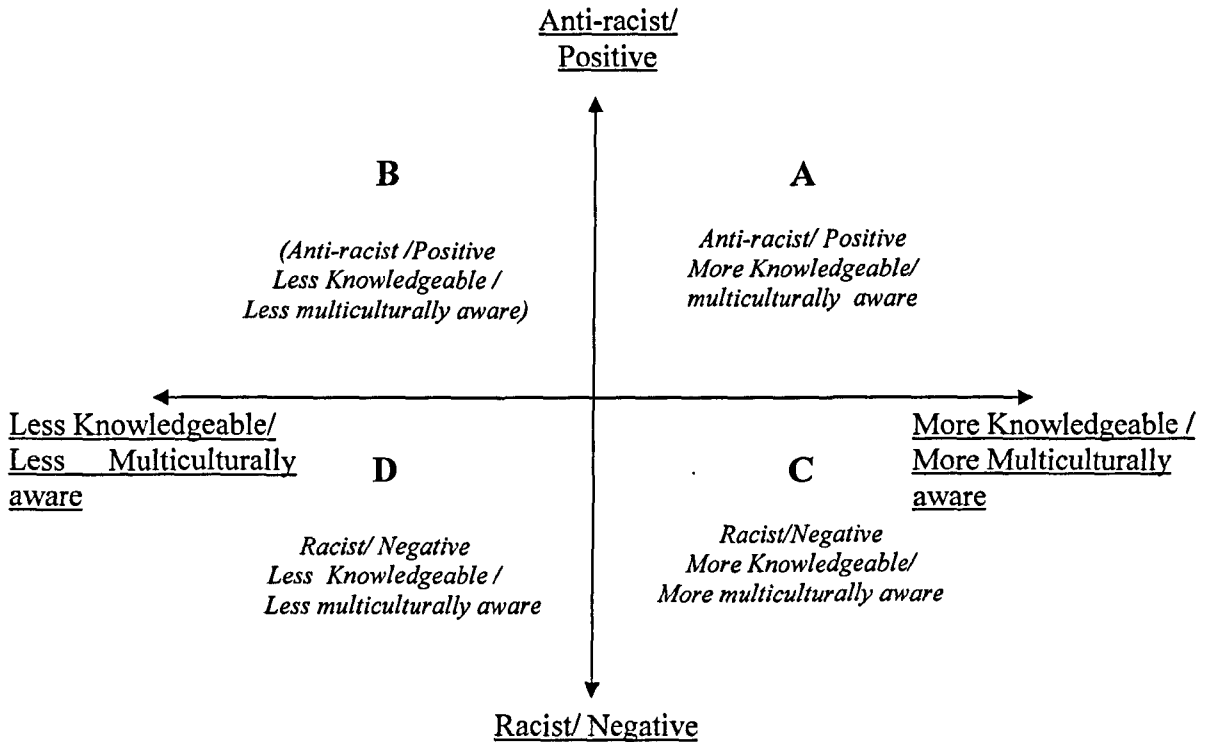 Anti-racist/
Positive
B
A
(Anti-racist /Positive
Less Knowledgeable /
Less multiculturally aware)
Anti-racist/ Positive
More Knowledgeable/
multiculturally aware
Less Knowledgeable/
Less Multiculturally
aware
More Knowledgeable /
More Multiculturally
aware
D
C
Racist/ Negative
Less Knowledgeable /
Less multiculturally aware
Racist/Negative
More Knowledgeable/
More multiculturally aware
Racist/ Negative